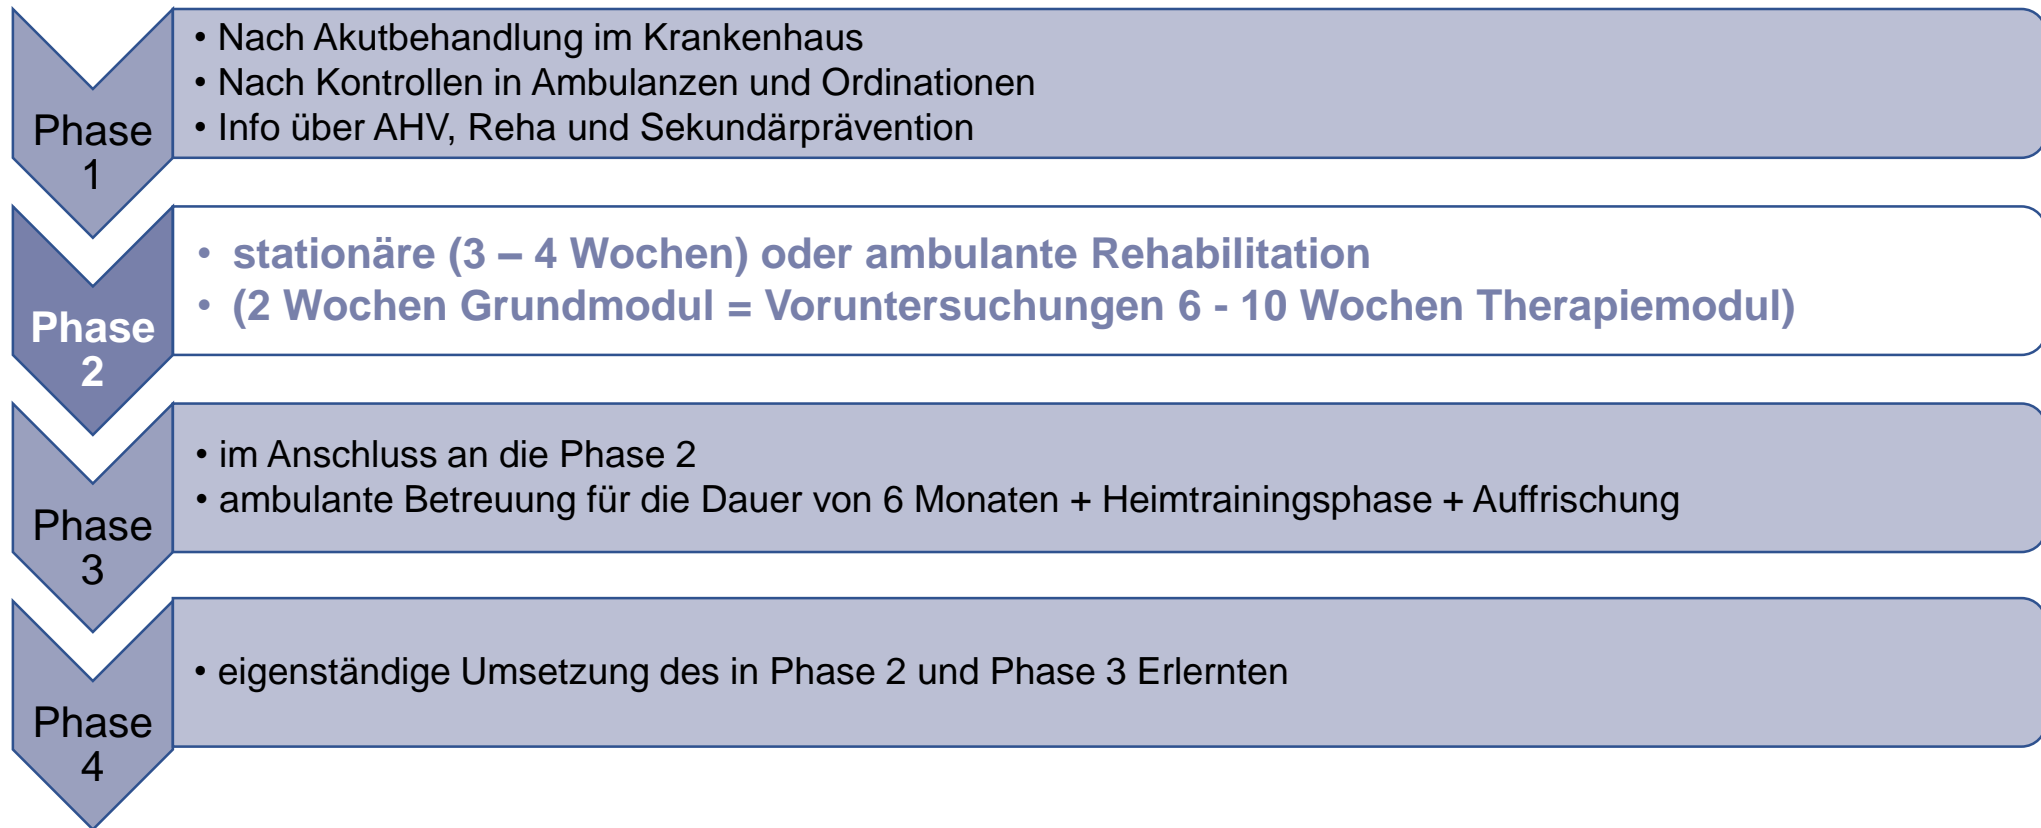 Phase
1
• Nach Akutbehandlung im Krankenhaus
• Nach Kontrollen in Ambulanzen und Ordinationen
• Info über AHV, Reha und Sekundärprävention
Phase
2
• stationäre (3 – 4 Wochen) oder ambulante Rehabilitation
• (2 Wochen Grundmodul = Voruntersuchungen 6 - 10 Wochen Therapiemodul)
Phase
3
• im Anschluss an die Phase 2
• ambulante Betreuung für die Dauer von 6 Monaten + Heimtrainingsphase + Auffrischung
Phase
4
• eigenständige Umsetzung des in Phase 2 und Phase 3 Erlernten